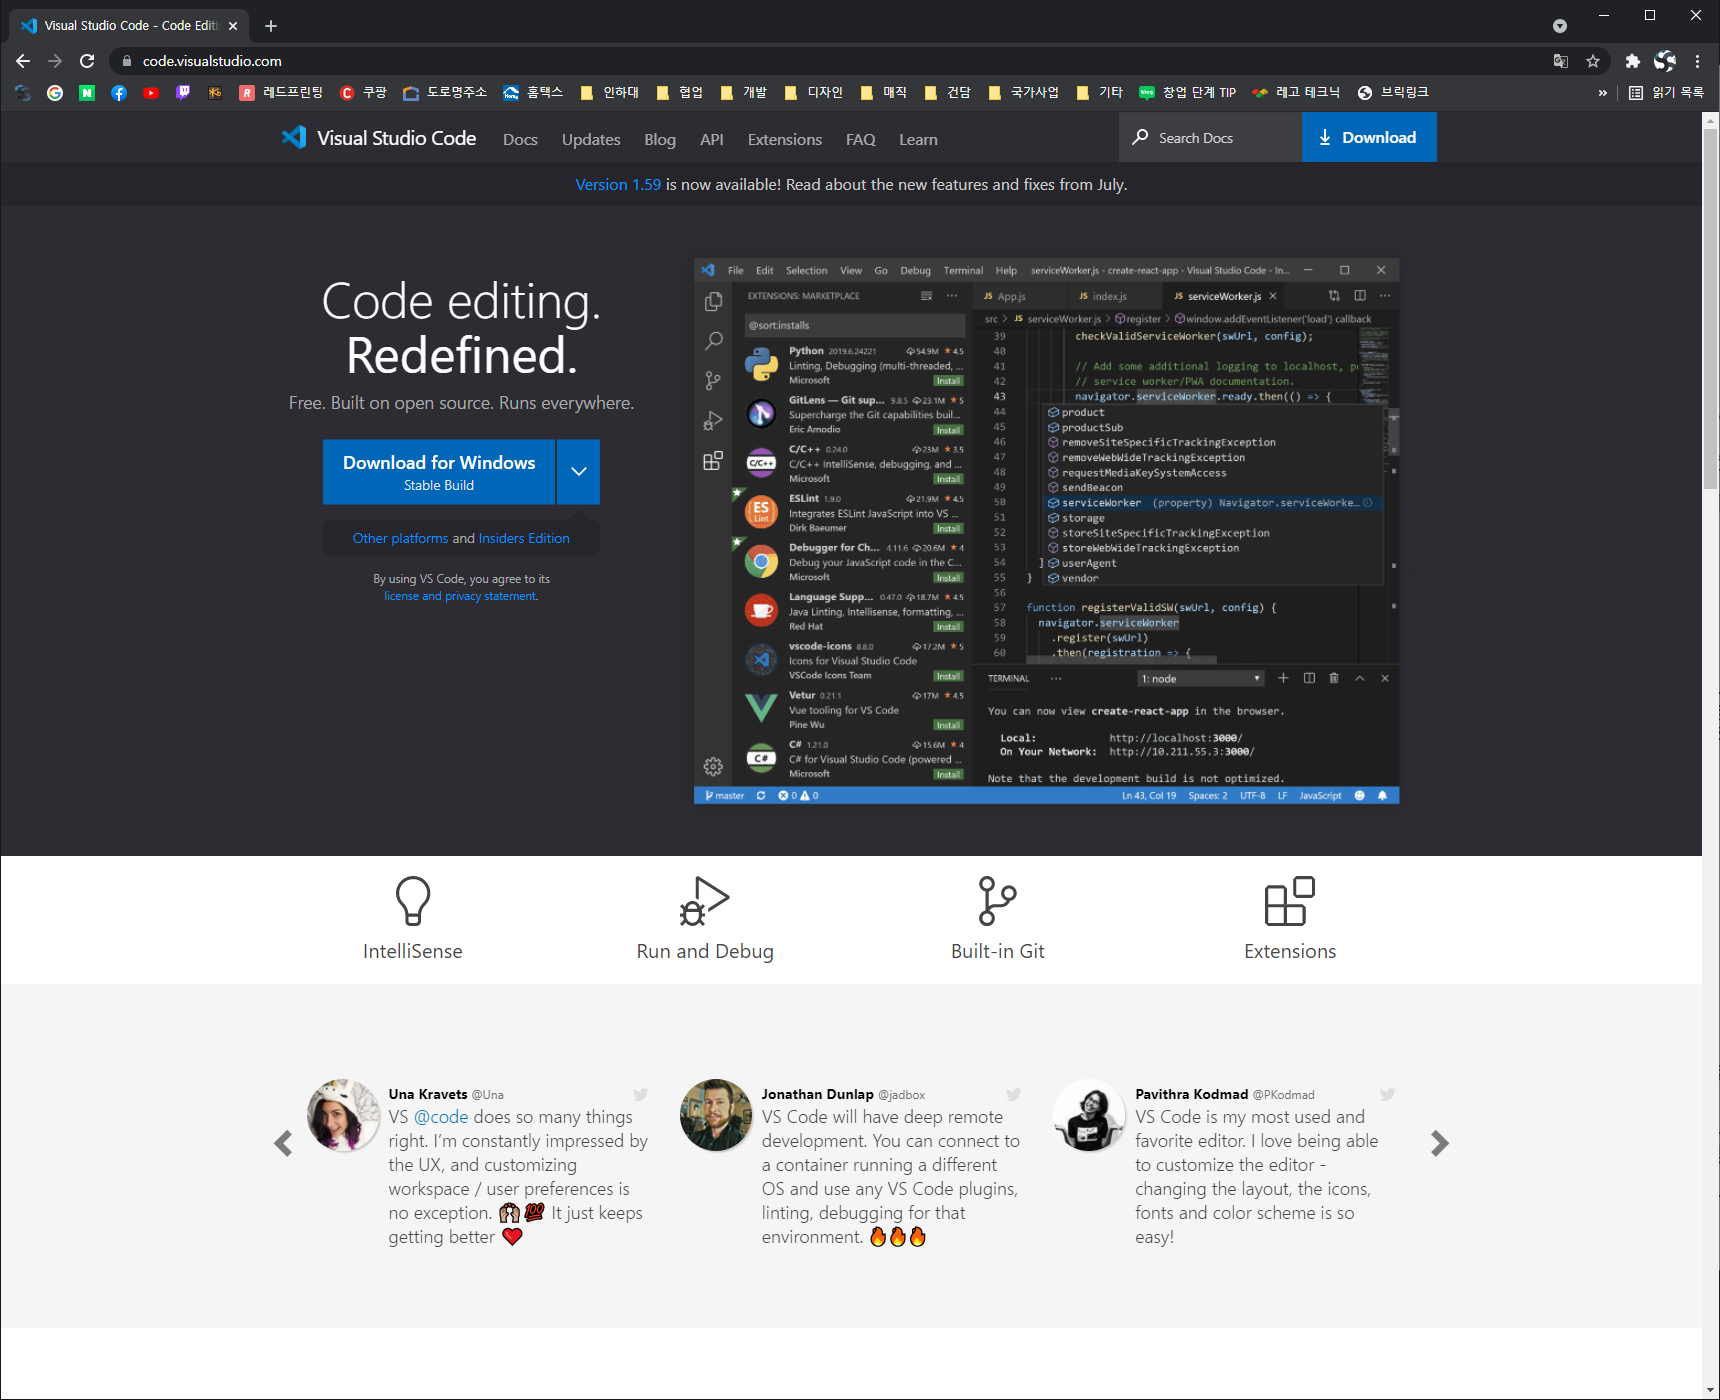 Visual Studio Code - Code Editi
code.visualstudio.com
레드프린팅 쿠팡 도로명주소 홈택스 인하대 협업 개발 디자인 매직 건담 국가사업 기타 창업 단계 TIP 레고 테크닉 브릭링크 » 읽기 목록
Visual Studio Code Docs Updates Blog API Extensions FAQ Learn Search Docs Download
Version 1.59 is now available! Read about the new features and fixes from July.
Code editing.
Redefined.
Free. Built on open source. Runs everywhere.
Download for Windows
Stable Build
Other platforms and Insiders Edition
By using VS Code, you agree to its
license and privacy statement.
File Edit Selection View Go Debug Terminal Help serviceWorker.js - create-react-app - Visual Studio Code - In...
EXTENSIONS: MARKETPLACE
@sort:installs
Python 2019.6.24221 54.9M ★ 4.5
Linting, Debugging (multi-threaded, ...
Microsoft Install
GitLens — Git sup... 9.8.5 23.1M ★ 5
Supercharge the Git capabilities buil...
Eric Amodio Install
C/C++ 0.24.0 23M ★ 3.5
C/C++ C/C++ IntelliSense, debugging, and ...
Microsoft Install
ESLint 1.9.0 21.9M ★ 4.5
ES Lint Integrates ESLint JavaScript into VS ...
Dirk Baeumer Install
Debugger for Ch... 4.11.6 20.6M ★ 4
Debug your JavaScript code in the C...
Microsoft Install
Language Supp... 0.47.0 18.7M ★ 4.5
Java Linting, Intellisense, formatting, ...
Red Hat Install
vscode-icons 8.8.0 17.2M ★ 5
Icons for Visual Studio Code
VSCode Icons Team Install
Vetur 0.21.1 17M ★ 4.5
Vue tooling for VS Code
Pine Wu Install
C# 1.21.0 15.6M ★ 4
C# C# for Visual Studio Code (powered ...
Microsoft Install
JS App.js JS index.js JS serviceWorker.js
src > JS serviceWorker.js > register > window.addEventListener('load') callback
39 checkValidServiceWorker(swUrl, config);
40
41 // Add some additional logging to localhost, p
42 // service worker/PWA documentation.
43 navigator.serviceWorker.ready.then(() => {
44 product
45 productSub
46 removeSiteSpecificTrackingException
47 removeWebWideTrackingException
48 requestMediaKeySystemAccess
49 sendBeacon
50 serviceWorker (property) Navigator.serviceWorke...
51 storage
52 storeSiteSpecificTrackingException
53 storeWebWideTrackingException
54 } userAgent
55 } vendor
56
57 function registerValidSW(swUrl, config) {
58 navigator.serviceWorker
59 .register(swUrl)
60 .then(registration => {
TERMINAL ... 1: node
You can now view create-react-app in the browser.
Local: http://localhost:3000/
On Your Network: http://10.211.55.3:3000/
Note that the development build is not optimized.
master 0 0 Ln 43, Col 19 Spaces: 2 UTF-8 LF JavaScript
IntelliSense Run and Debug Built-in Git Extensions
Una Kravets @Una
VS @code does so many things
right. I'm constantly impressed by
the UX, and customizing
workspace / user preferences is
no exception. 🙌💯 It just keeps
getting better ❤️
Jonathan Dunlap @jadbox
VS Code will have deep remote
development. You can connect to
a container running a different
OS and use any VS Code plugins,
linting, debugging for that
environment. 🔥🔥🔥
Pavithra Kodmad @PKodmad
VS Code is my most used and
favorite editor. I love being able
to customize the editor -
changing the layout, the icons,
fonts and color scheme is so
easy!